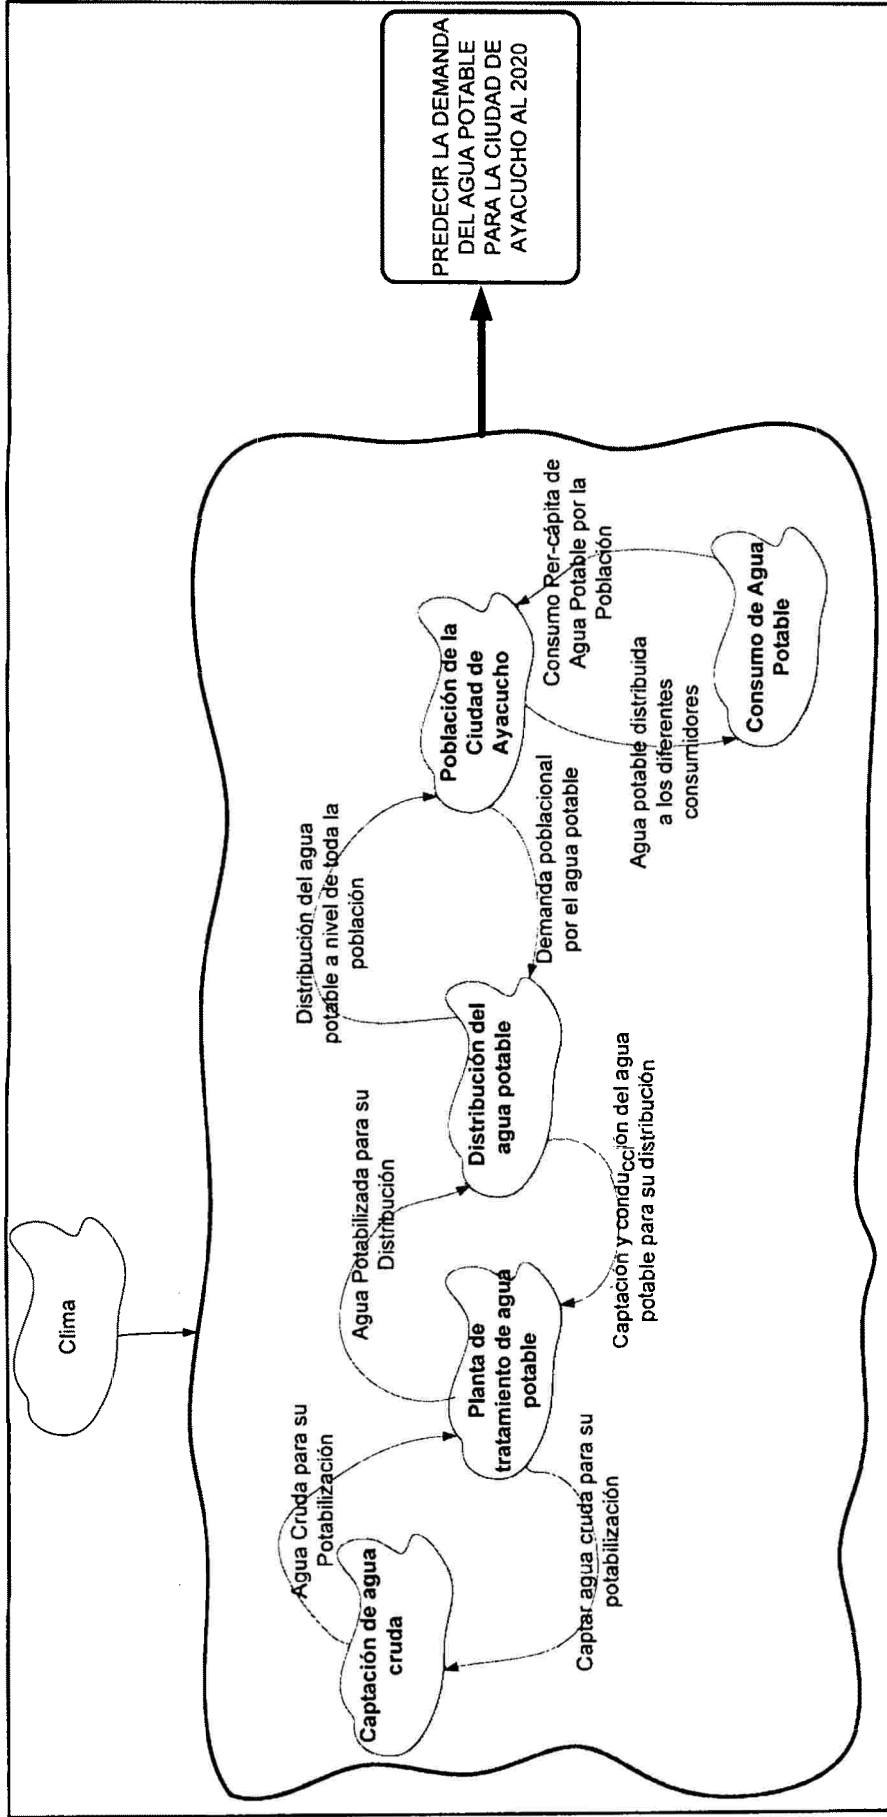 Clima
PREDECIR LA DEMANDA
DEL AGUA POTABLE
PARA LA CIUDAD DE
AYACUCHO AL 2020
Agua Cruda para su
Potabilización
Captación de agua
cruda
Captar agua cruda para su
potabilización
Planta de
tratamiento de agua
potable
Agua Potabilizada para su
Distribución
Captación y conducción del agua
potable para su distribución
Distribución del
agua potable
Distribución del agua
potable a nivel de toda la
población
Demanda poblacional
por el agua potable
Población de la
Ciudad de
Ayacucho
Consumo Per-cápita de
Agua Potable por la
Población
Agua potable distribuida
a los diferentes
consumidores
Consumo de Agua
Potable